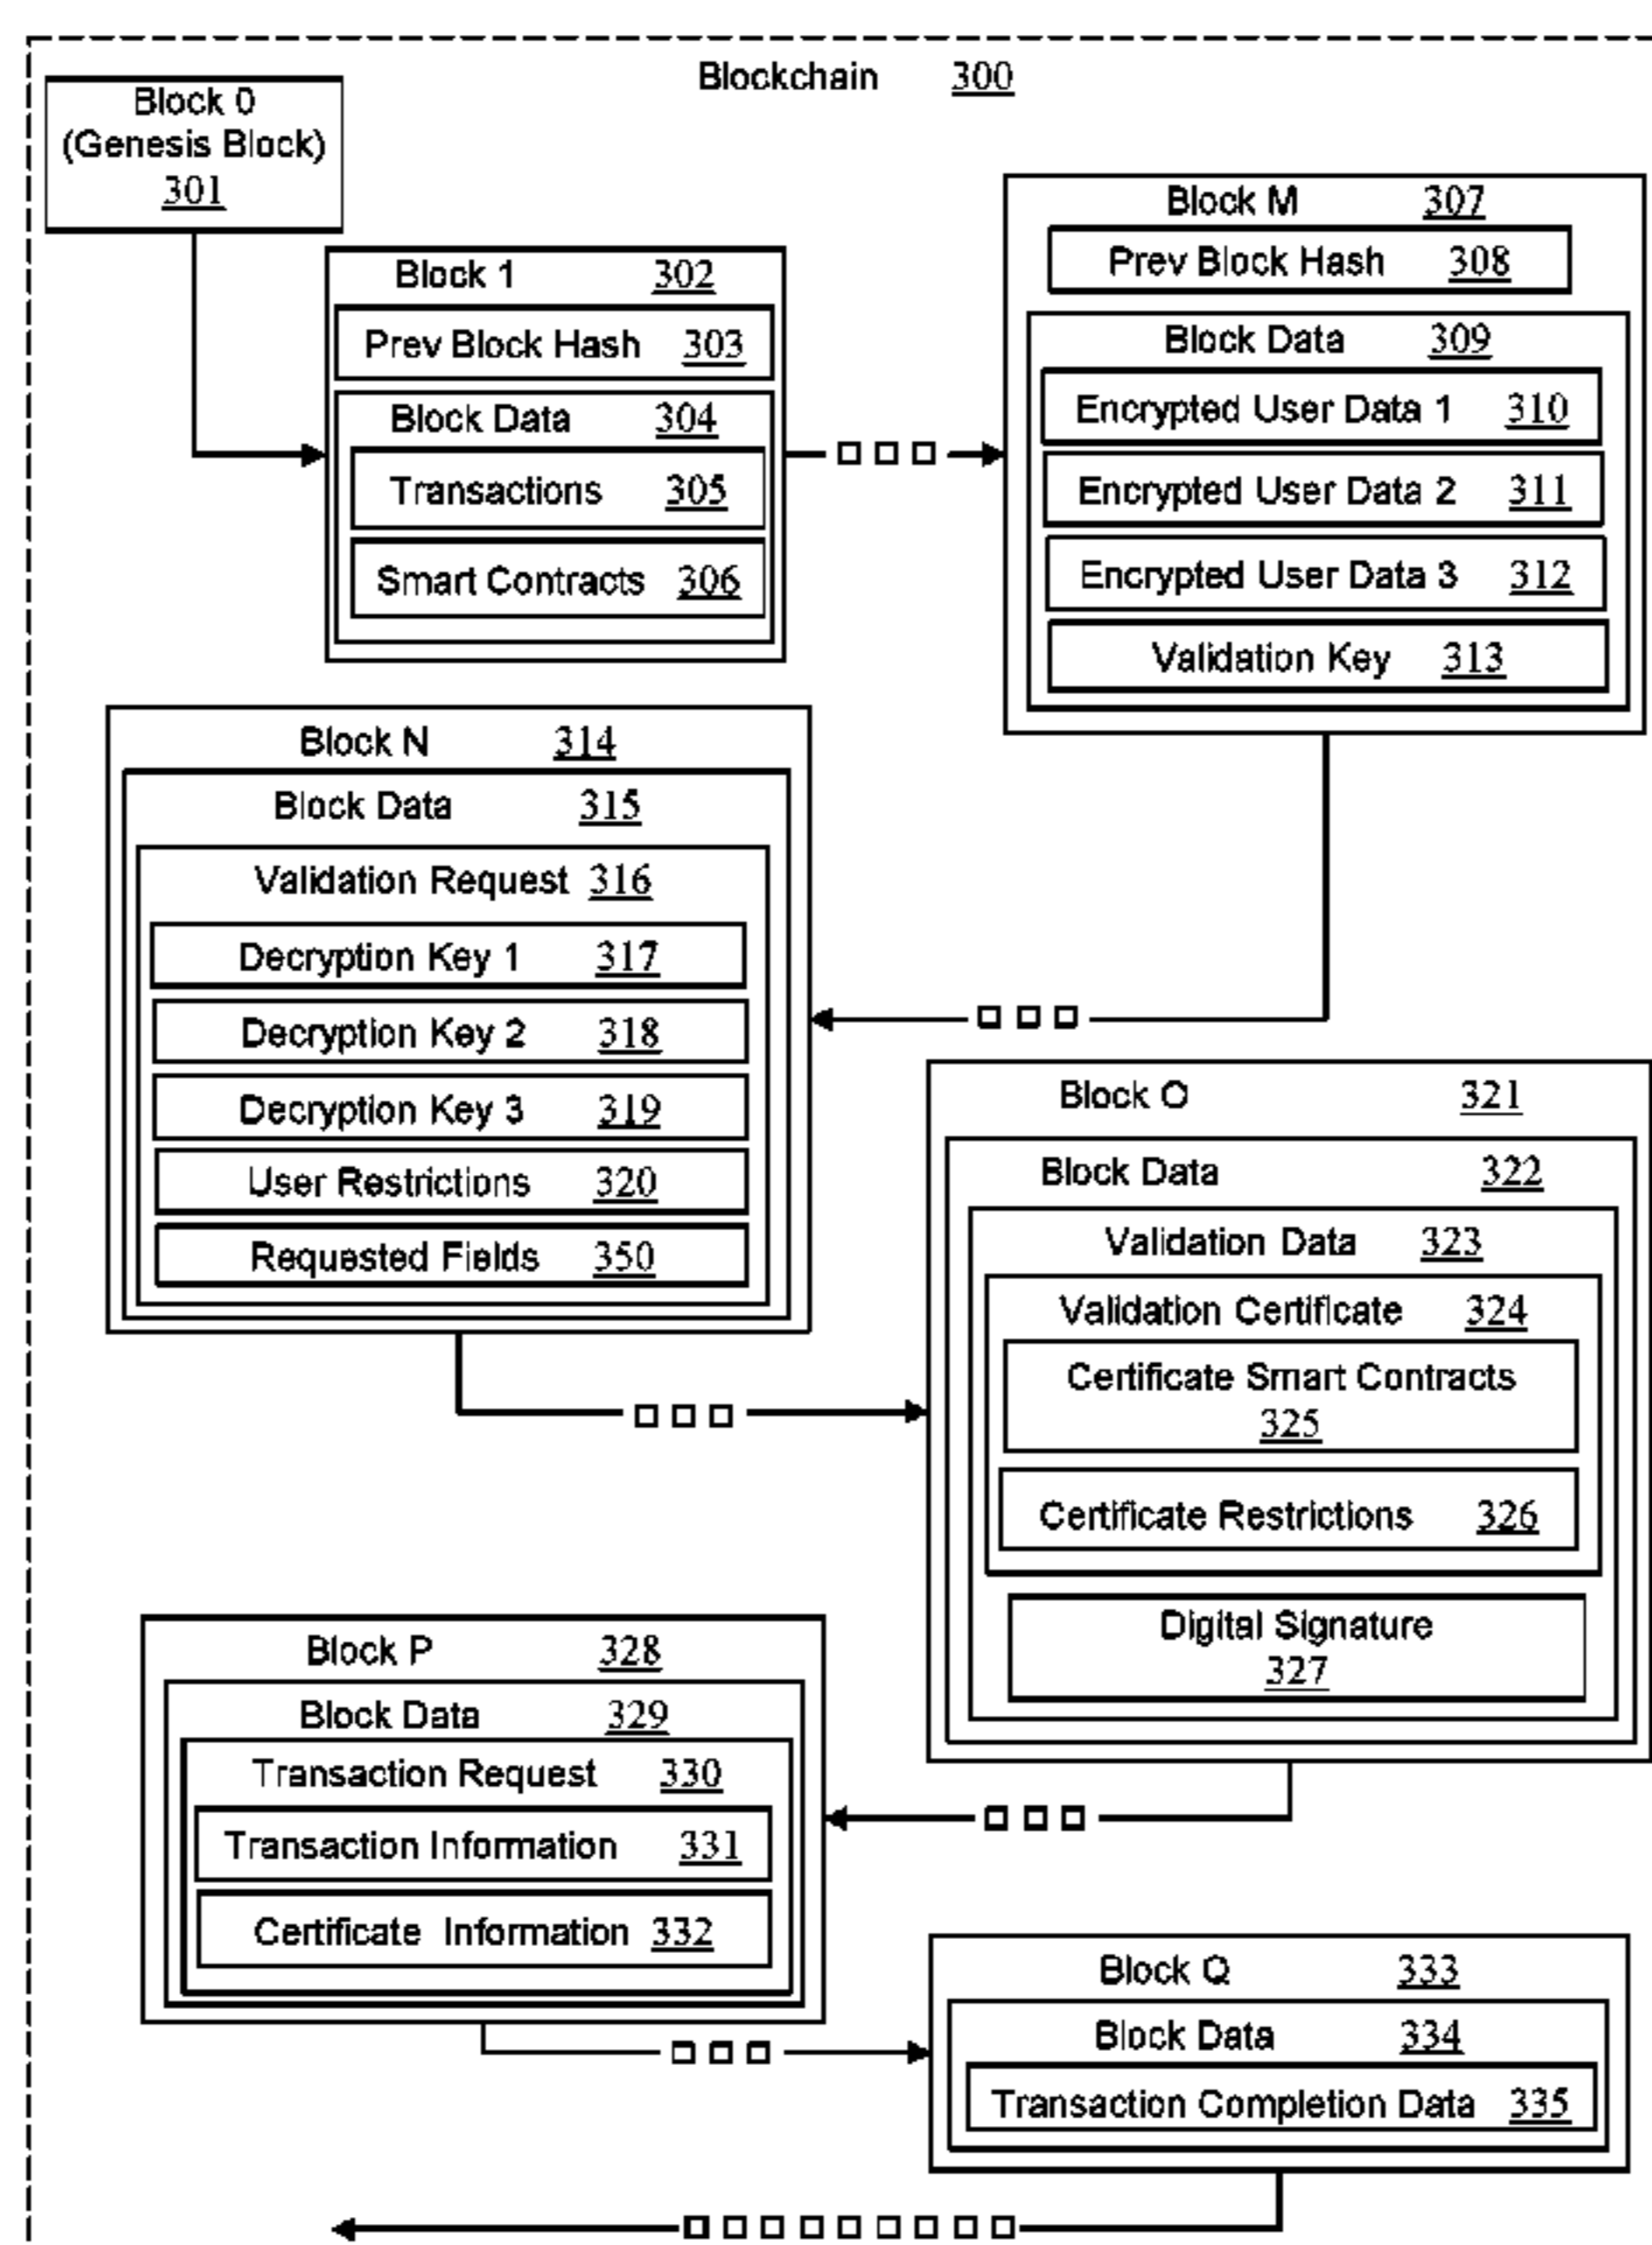 Blockchain 300
Block 0
(Genesis Block)
301
Block 1 302
Prev Block Hash 303
Block Data 304
Transactions 305
Smart Contracts 306
Block M 307
Prev Block Hash 308
Block Data 309
Encrypted User Data 1 310
Encrypted User Data 2 311
Encrypted User Data 3 312
Validation Key 313
Block N 314
Block Data 315
Validation Request 316
Decryption Key 1 317
Decryption Key 2 318
Decryption Key 3 319
User Restrictions 320
Requested Fields 350
Block O 321
Block Data 322
Validation Data 323
Validation Certificate 324
Certificate Smart Contracts
325
Certificate Restrictions 326
Digital Signature
327
Block P 328
Block Data 329
Transaction Request 330
Transaction Information 331
Certificate Information 332
Block Q 333
Block Data 334
Transaction Completion Data 335